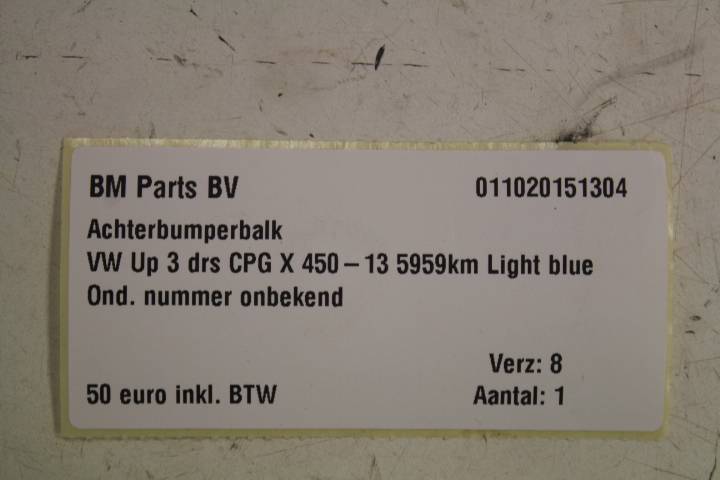 BM Parts BV 011020151304
Achterbumperbalk
VW Up 3 drs CPG X 450 – 13 5959km Light blue
Ond. nummer onbekend
Verz: 8
50 euro inkl. BTW Aantal: 1